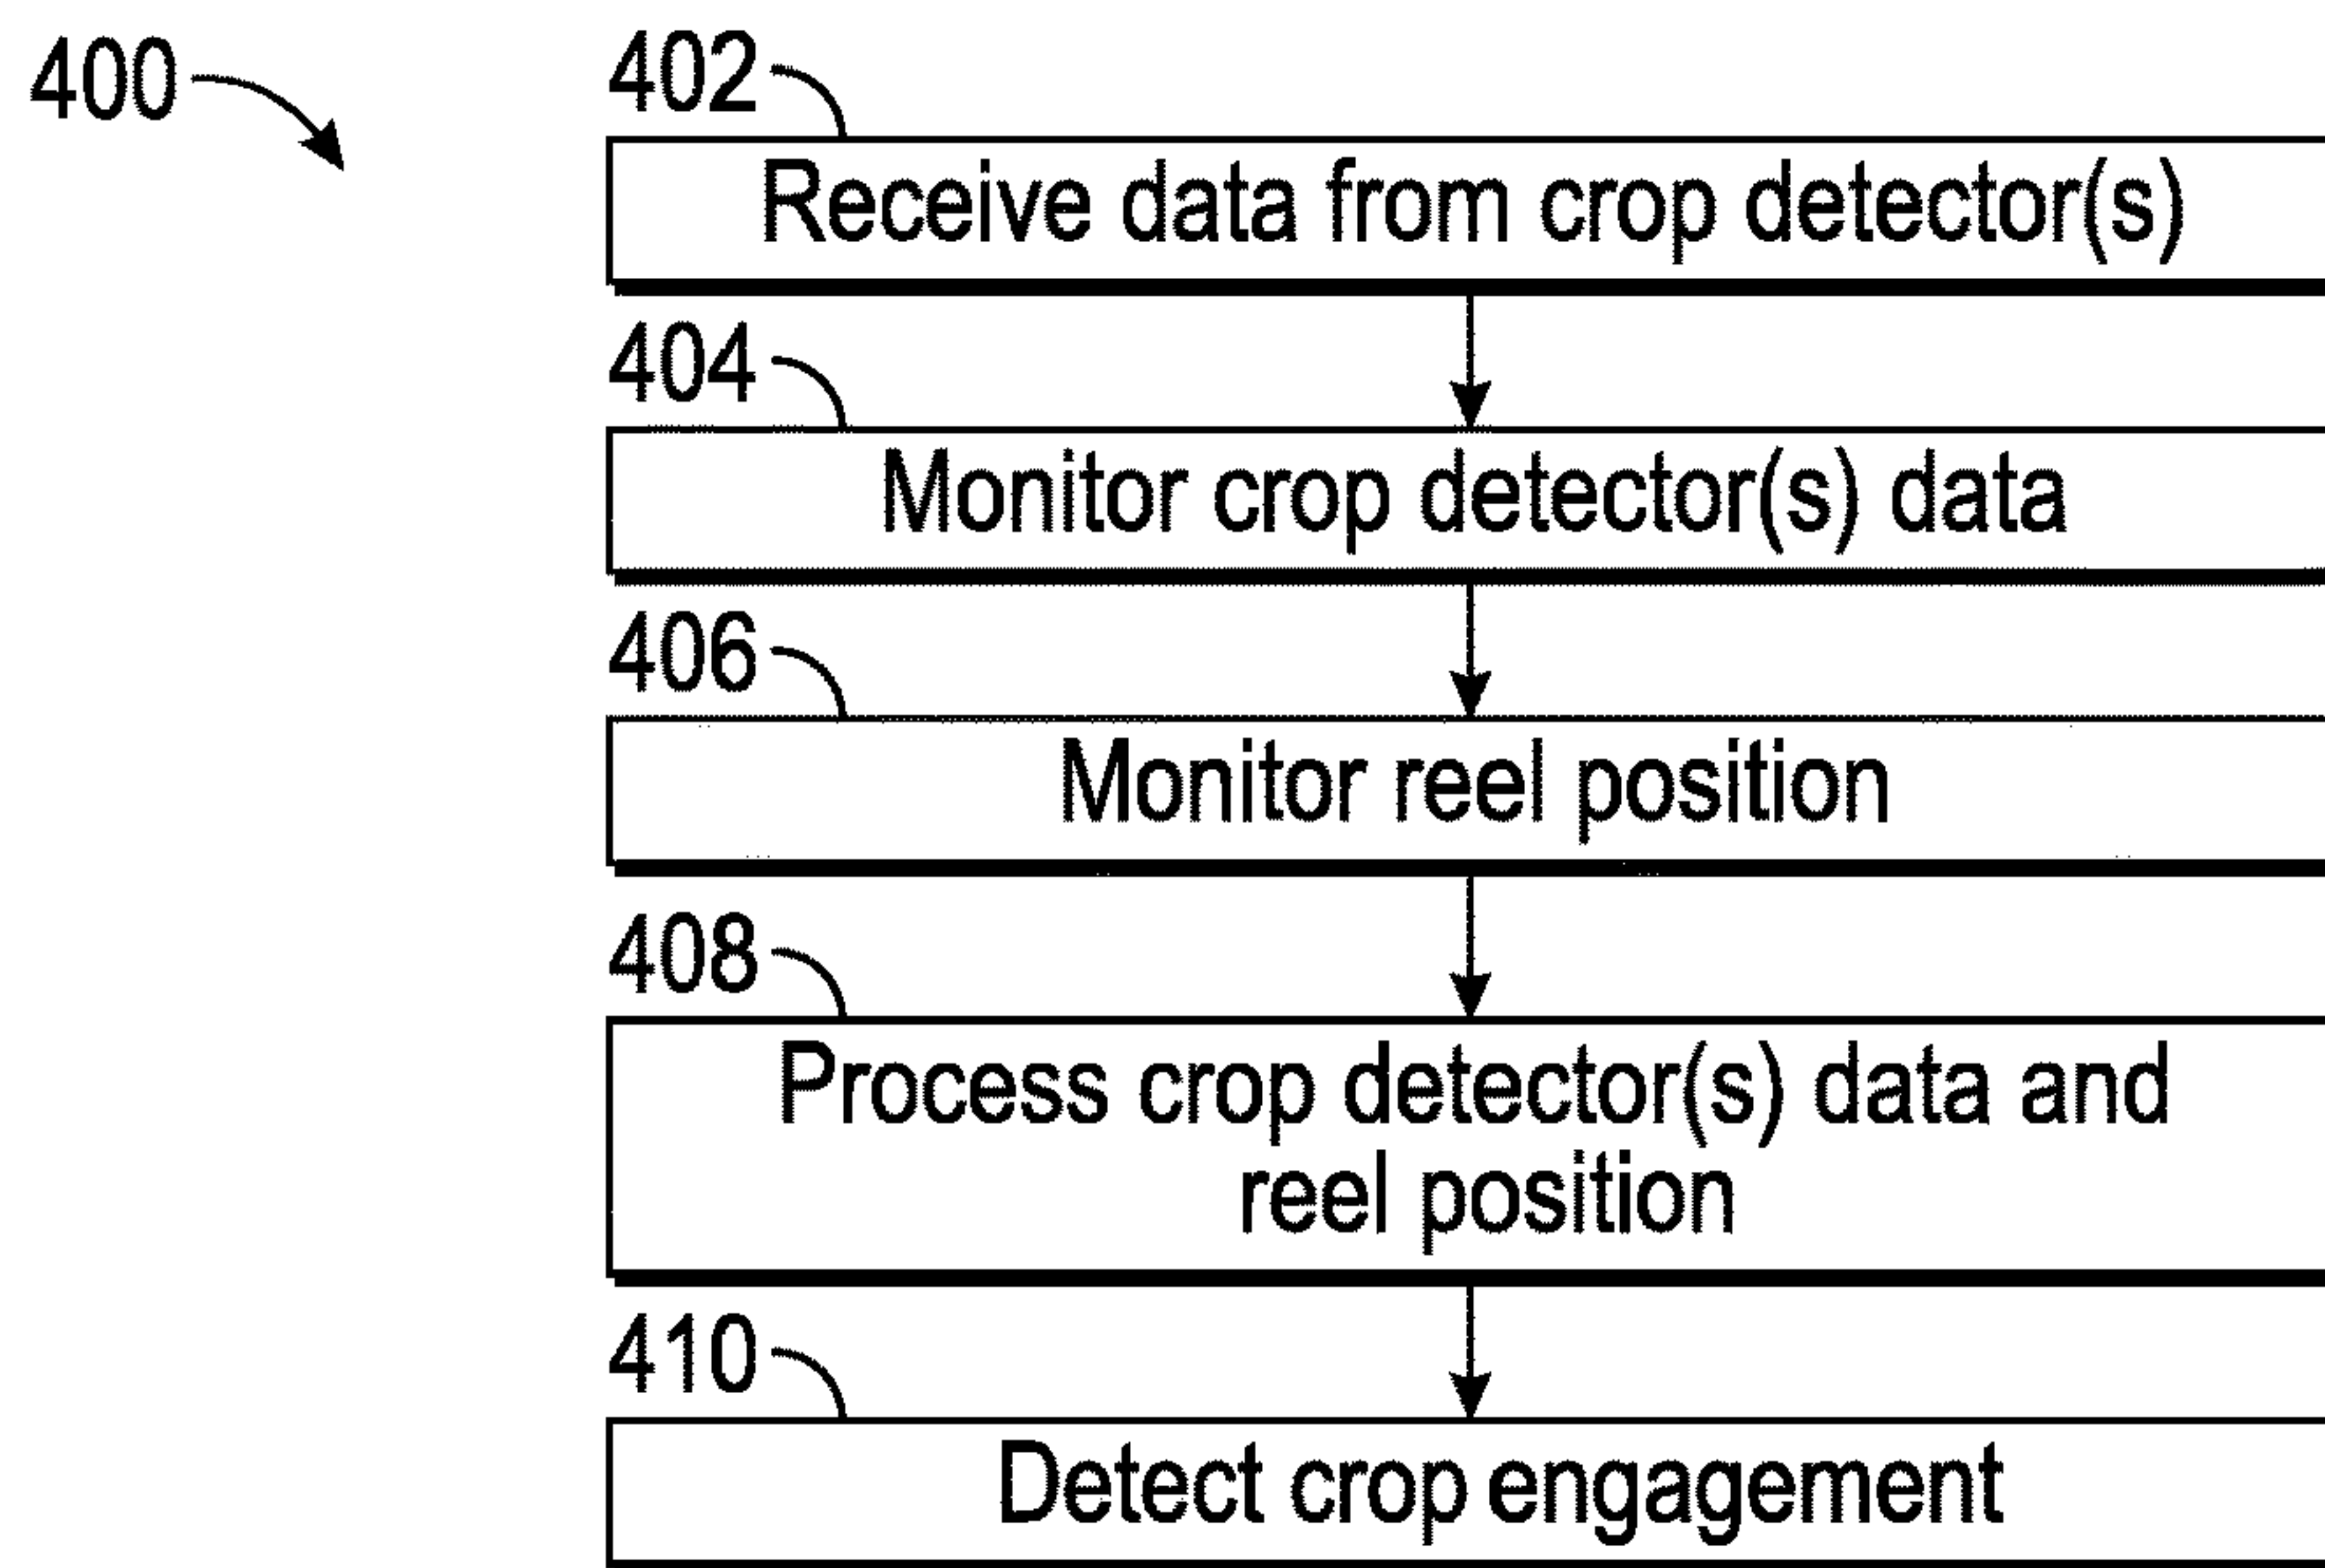 400
402
Receive data from crop detector(s)
404
Monitor crop detector(s) data
406
Monitor reel position
408
Process crop detector(s) data and
reel position
410
Detect crop engagement